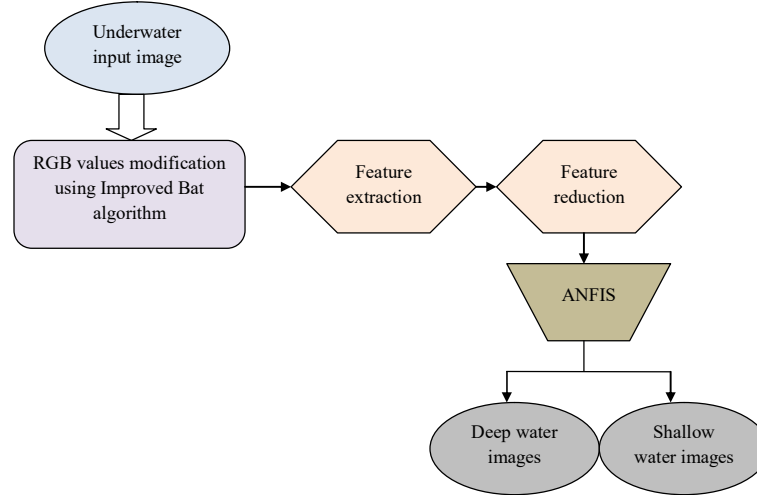 Underwater
input image
RGB values modification
using Improved Bat
algorithm
Feature
extraction
Feature
reduction
ANFIS
Deep water
images
Shallow
water images